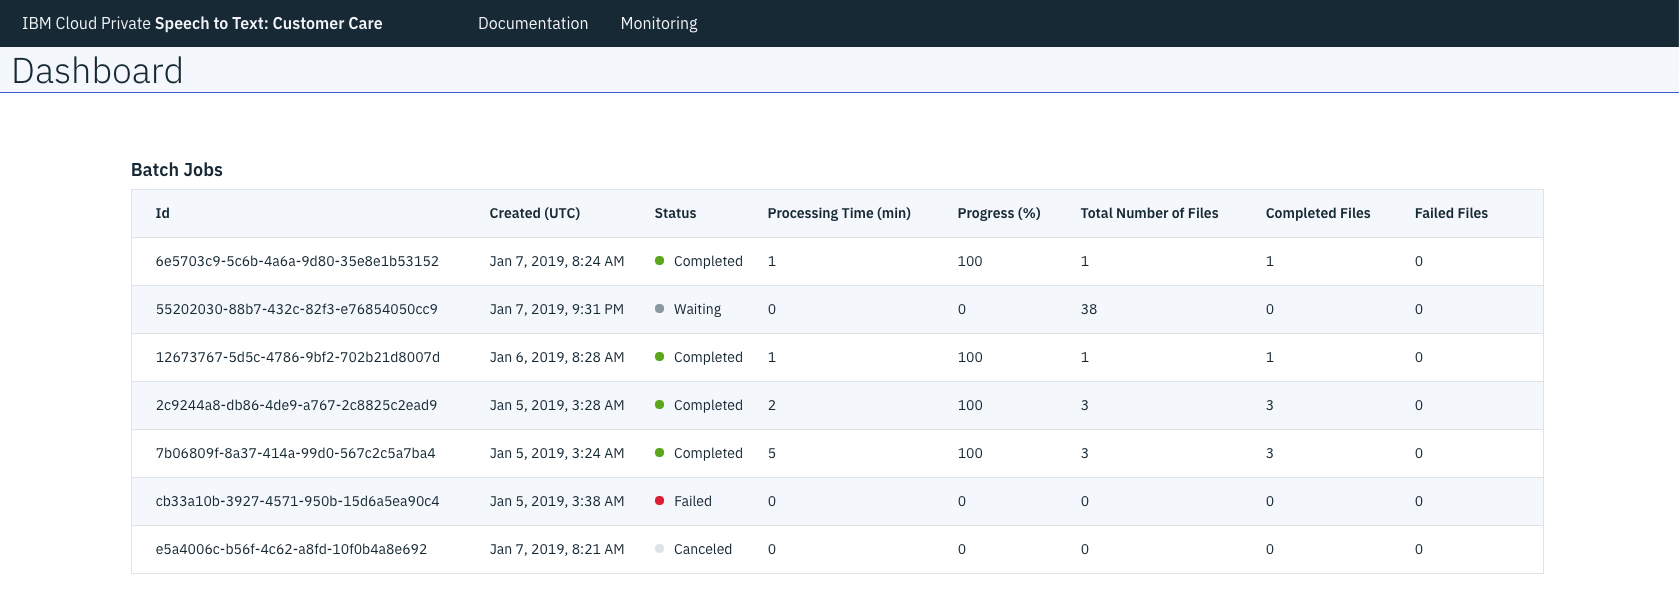 IBM Cloud Private Speech to Text: Customer Care Documentation Monitoring
Dashboard
Batch Jobs
Id Created (UTC) Status Processing Time (min) Progress (%) Total Number of Files Completed Files Failed Files
6e5703c9-5c6b-4a6a-9d80-35e8e1b53152 Jan 7, 2019, 8:24 AM Completed 1 100 1 1 0
55202030-88b7-432c-82f3-e76854050cc9 Jan 7, 2019, 9:31 PM Waiting 0 0 38 0 0
12673767-5d5c-4786-9bf2-702b21d8007d Jan 6, 2019, 8:28 AM Completed 1 100 1 1 0
2c9244a8-db86-4de9-a767-2c8825c2ead9 Jan 5, 2019, 3:28 AM Completed 2 100 3 3 0
7b06809f-8a37-414a-99d0-567c2c5a7ba4 Jan 5, 2019, 3:24 AM Completed 5 100 3 3 0
cb33a10b-3927-4571-950b-15d6a5ea90c4 Jan 5, 2019, 3:38 AM Failed 0 0 0 0 0
e5a4006c-b56f-4c62-a8fd-10f0b4a8e692 Jan 7, 2019, 8:21 AM Canceled 0 0 0 0 0